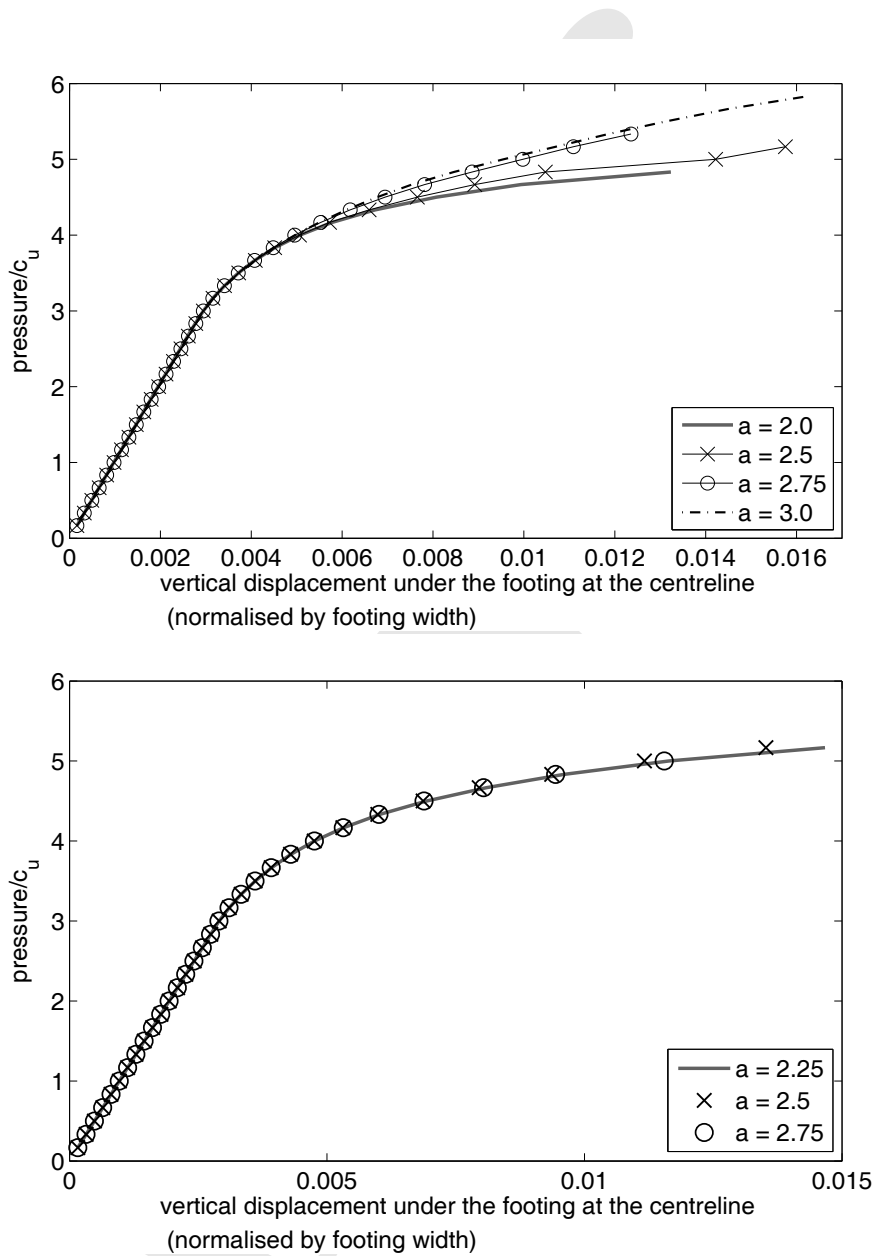 6
5
4
3
2
1
0
pressure/c_u
0 0.002 0.004 0.006 0.008 0.01 0.012 0.014 0.016
vertical displacement under the footing at the centreline
(normalised by footing width)
a = 2.0
a = 2.5
a = 2.75
a = 3.0
6
5
4
3
2
1
0
pressure/c_u
0 0.005 0.01 0.015
vertical displacement under the footing at the centreline
(normalised by footing width)
a = 2.25
a = 2.5
a = 2.75